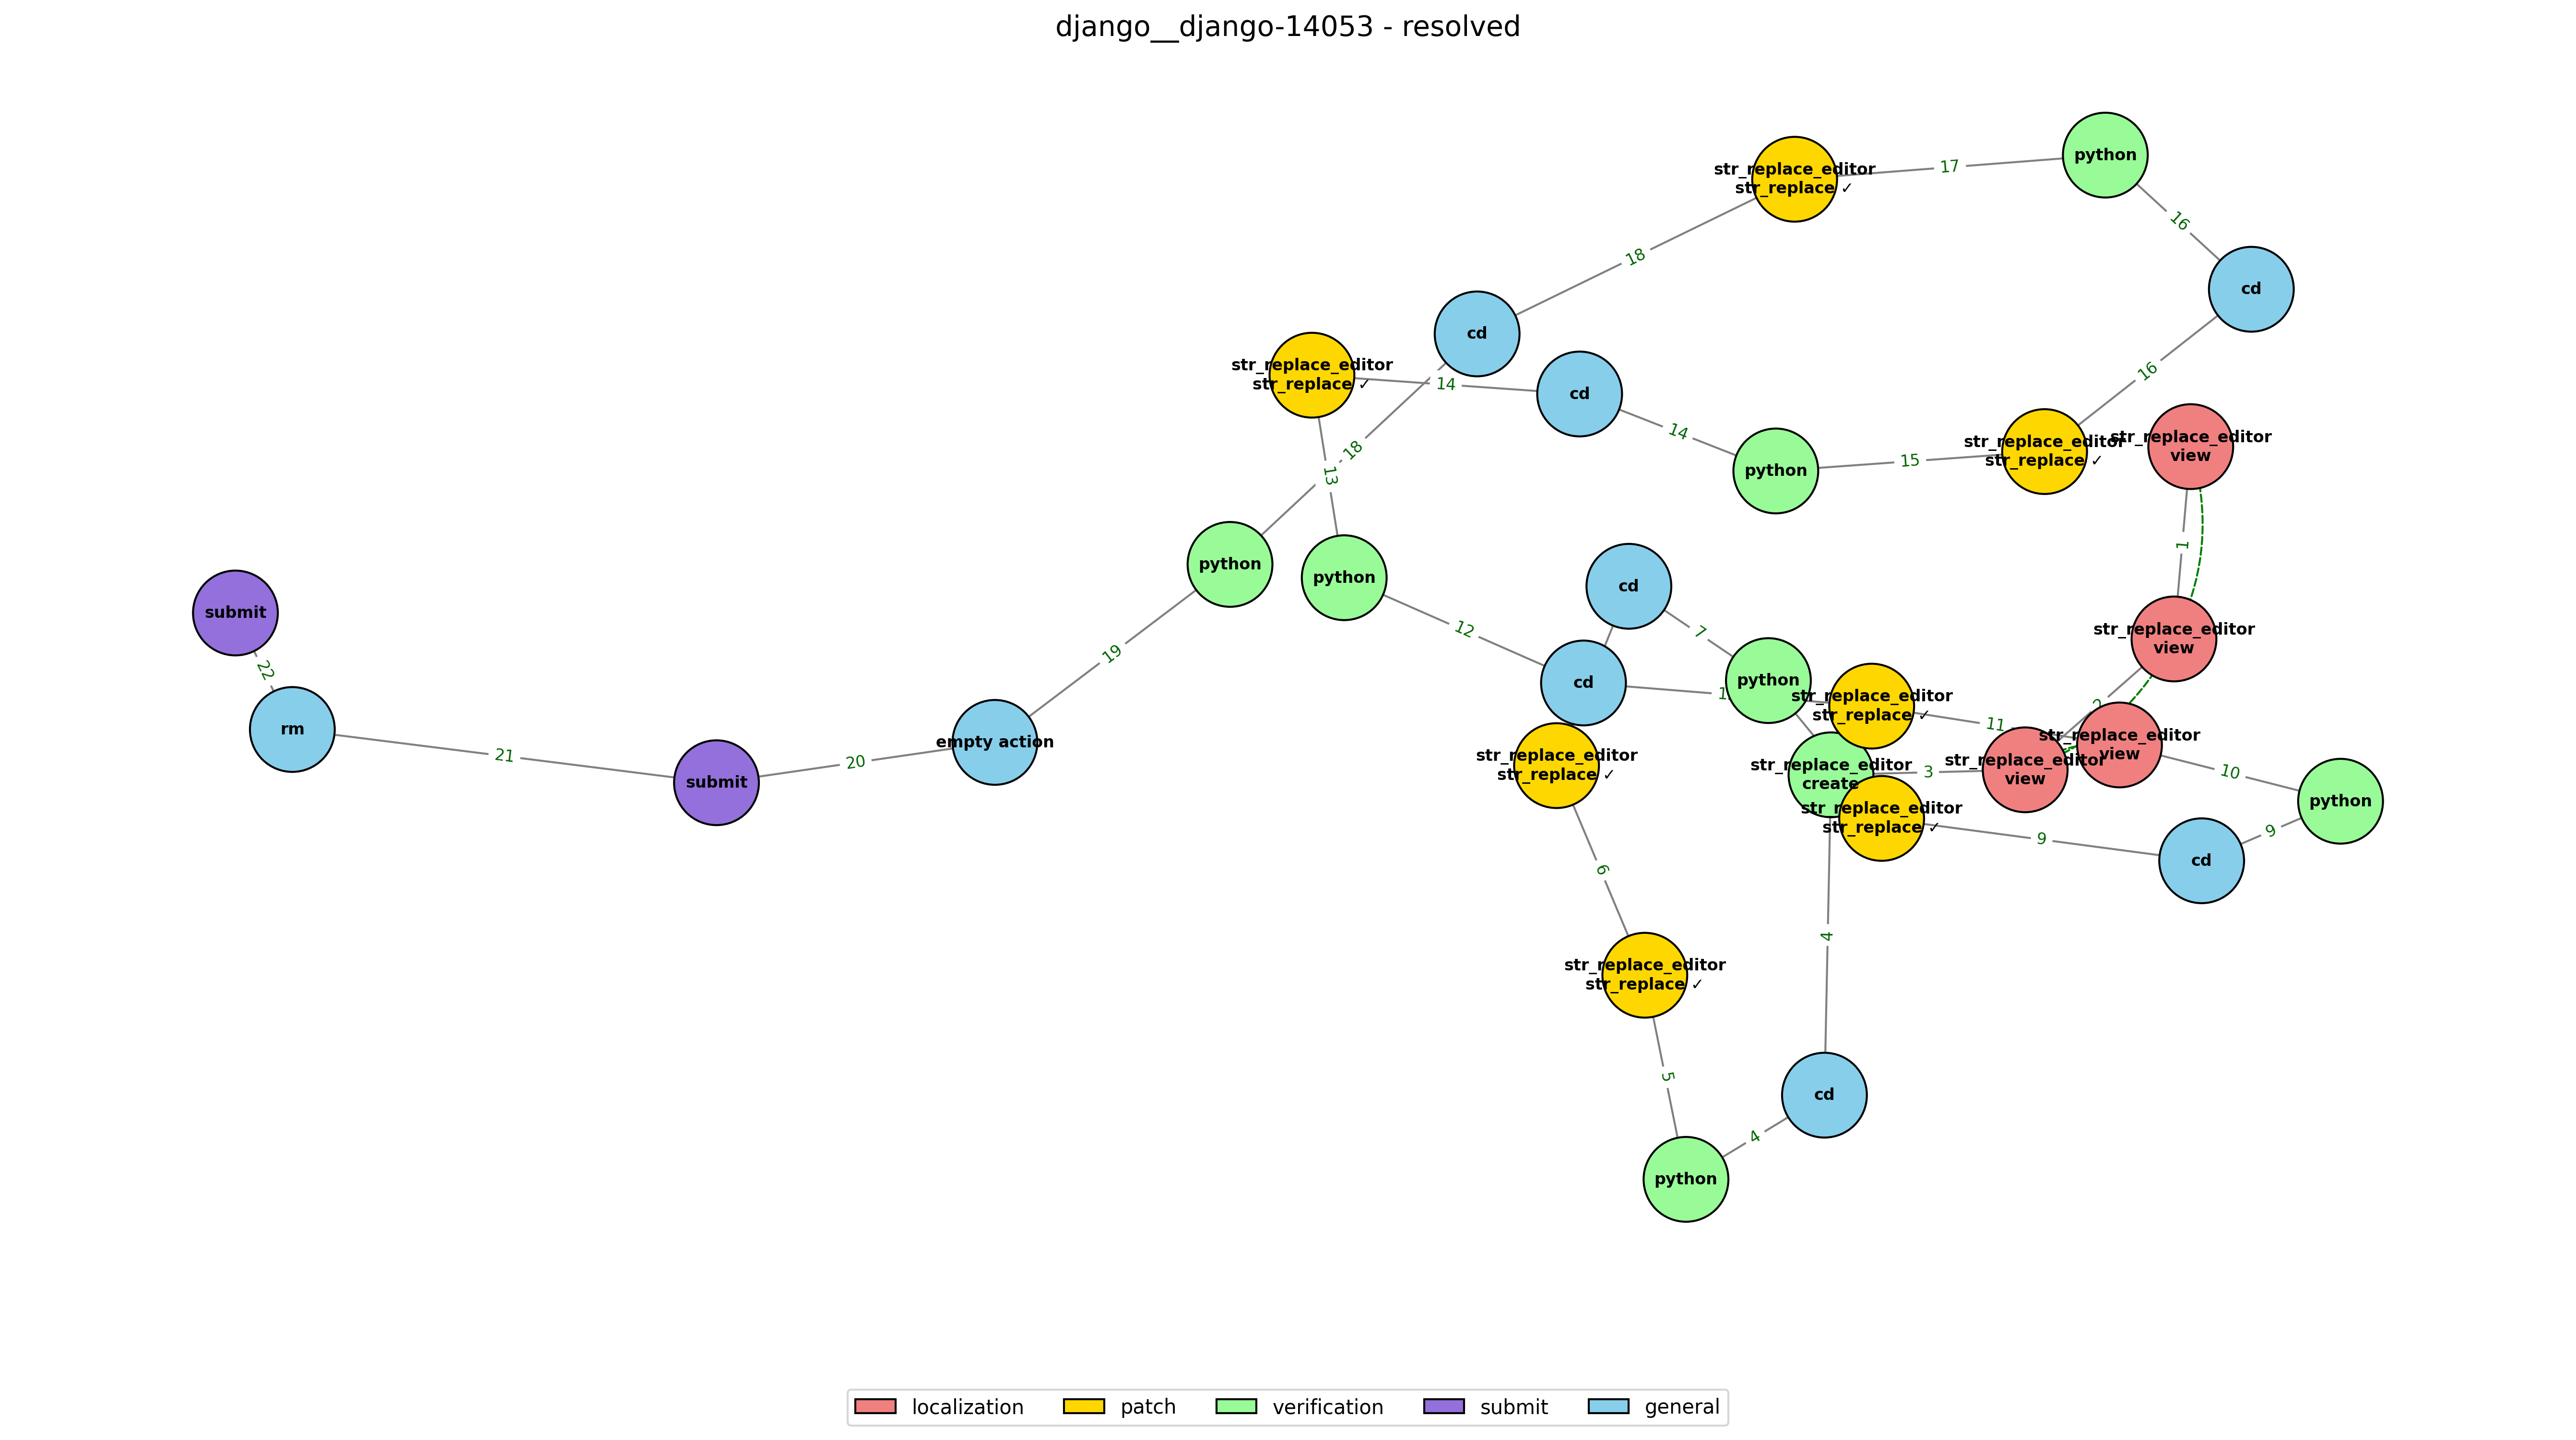 django__django-14053 - resolved
python
str_replace_editor
str_replace ✓
17
16
18
cd
cd
str_replace_editor
str_replace ✓
14
cd
16
14
str_replace_editor
view
str_replace_editor
str_replace ✓
18
13
python
15
1
python
python
cd
submit
12
7
str_replace_editor
view
22
19
cd
python
str_replace_editor
str_replace ✓
2
11
rm
21
empty action
20
submit
str_replace_editor
str_replace ✓
str_replace_editor
create
3
str_replace_editor
view
str_replace_editor
view
10
python
str_replace_editor
str_replace ✓
9
9
cd
6
4
str_replace_editor
str_replace ✓
5
cd
4
python
localization
patch
verification
submit
general